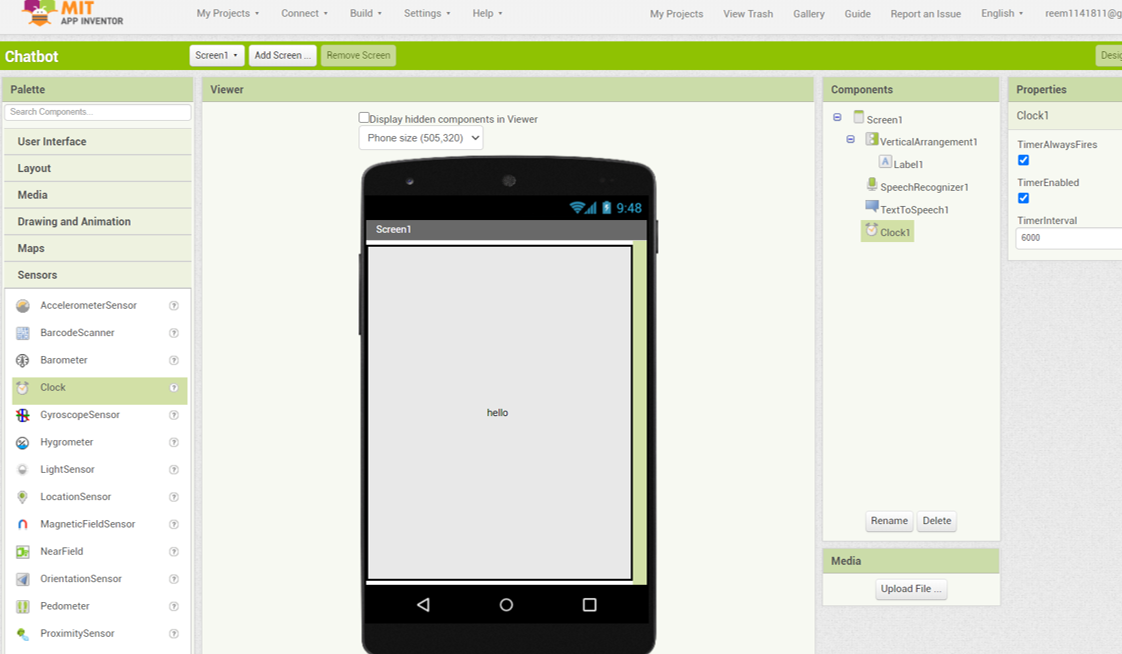 MIT
APP INVENTOR
My Projects
Connect
Build
Settings
Help
My Projects
View Trash
Gallery
Guide
Report an Issue
English
reem1141811@g
Chatbot
Screen1
Add Screen ...
Remove Screen
Desig
Palette
Search Components...
User Interface
Layout
Media
Drawing and Animation
Maps
Sensors
AccelerometerSensor
BarcodeScanner
Barometer
Clock
GyroscopeSensor
Hygrometer
LightSensor
LocationSensor
MagneticFieldSensor
NearField
OrientationSensor
Pedometer
ProximitySensor
Viewer
Display hidden components in Viewer
Phone size (505,320)
9:48
Screen1
hello
Components
Screen1
VerticalArrangement1
A Label1
SpeechRecognizer1
TextToSpeech1
Clock1
Rename
Delete
Media
Upload File ...
Properties
Clock1
TimerAlwaysFires
TimerEnabled
TimerInterval
6000